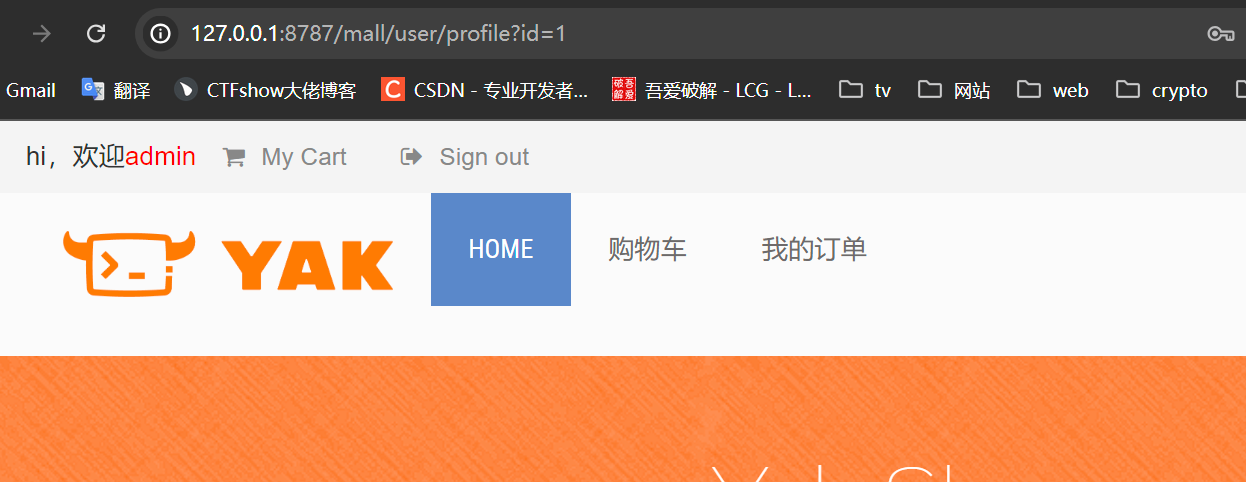 127.0.0.1:8787/mall/user/profile?id=1
Gmail 翻译 CTFshow大佬博客 CSDN - 专业开发者... 吾爱破解 - LCG - L... tv 网站 web crypto
hi，欢迎admin My Cart Sign out
YAK HOME 购物车 我的订单